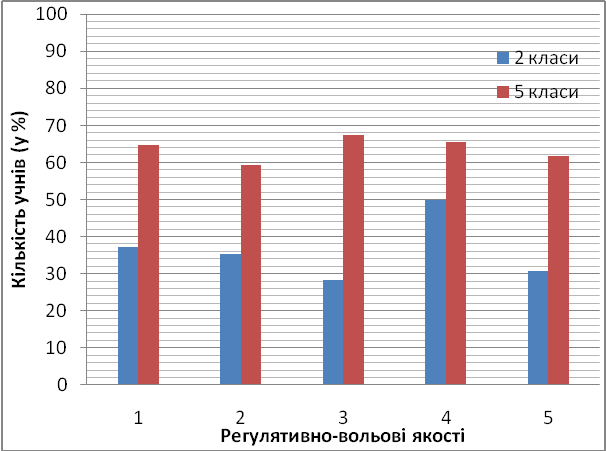 Кількість учнів (у %)
100
90
80
70
60
50
40
30
20
10
0
2 класи
5 класи
1 2 3 4 5
Регулятивно-вольові якості